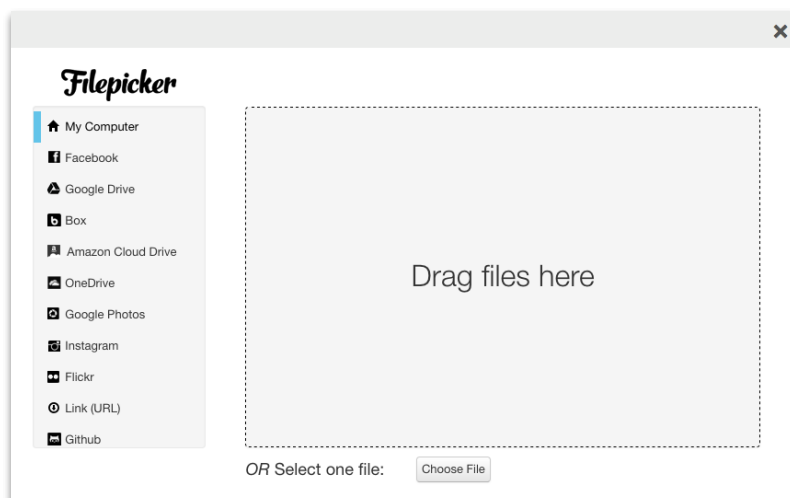 Filepicker
My Computer
Facebook
Google Drive
Box
Amazon Cloud Drive
OneDrive
Google Photos
Instagram
Flickr
Link (URL)
Github
Drag files here
OR Select one file:
Choose File